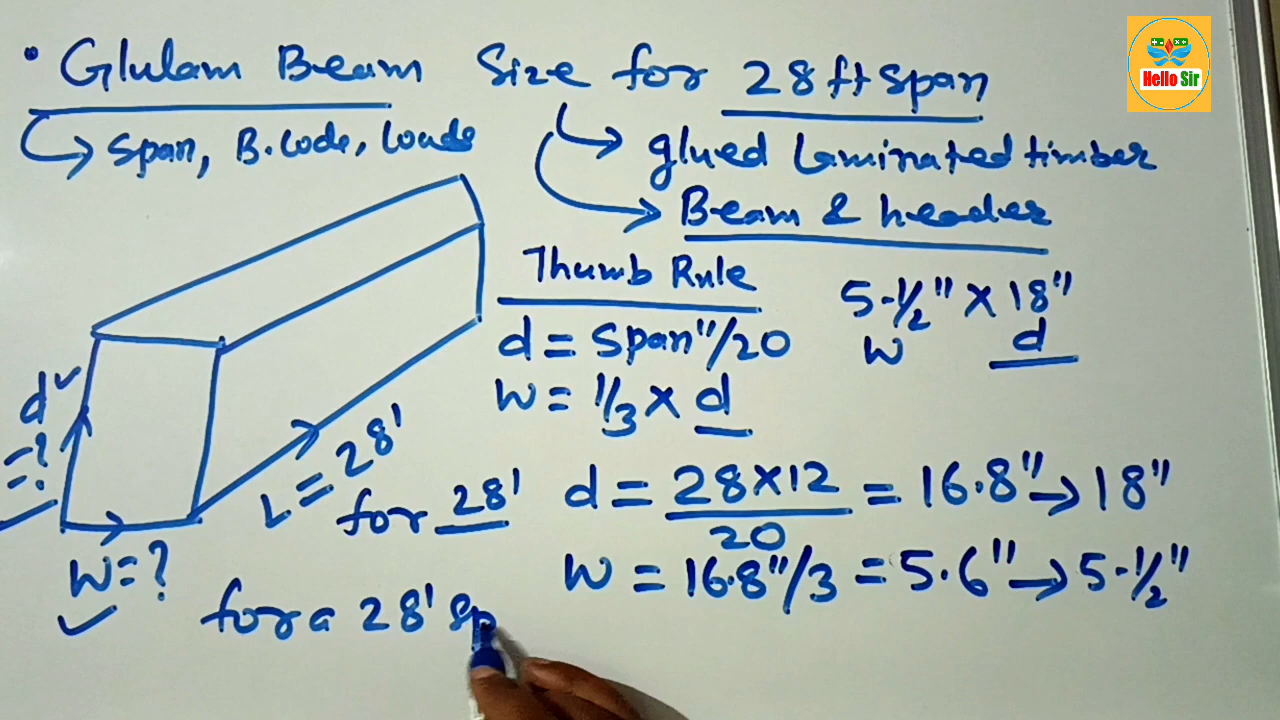 • Glulam Beam Size for 28 ft span
Hello Sir
→ Span, B.Code, Loads
→ glued Laminated timber
→ Beam & header
Thumb Rule
d = Span"/20
W = 1/3 × d
5-1/2" × 18"
W d
d = ?
L = 28'
W = ?
for 28' d = 28×12/20 = 16.8" → 18"
W = 16.8"/3 = 5.6" → 5-1/2"
for a 28' Sp